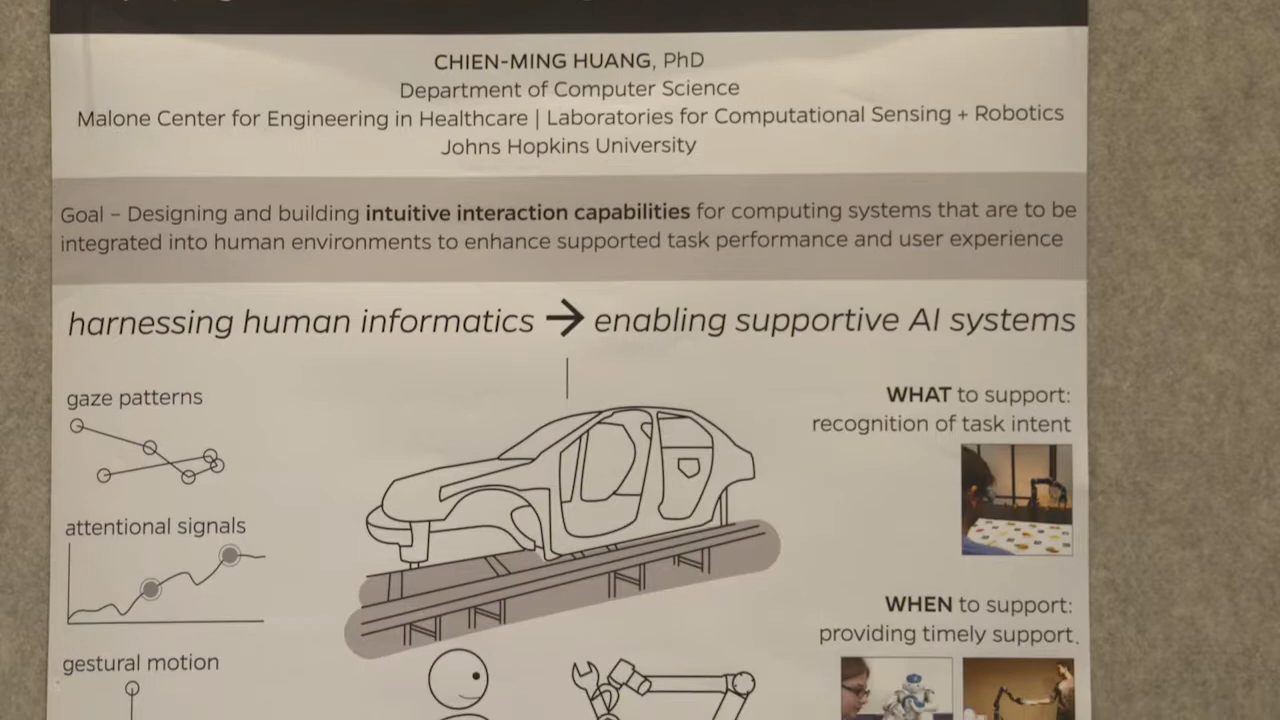 CHIEN-MING HUANG, PhD
Department of Computer Science
Malone Center for Engineering in Healthcare | Laboratories for Computational Sensing + Robotics
Johns Hopkins University
Goal – Designing and building intuitive interaction capabilities for computing systems that are to be
integrated into human environments to enhance supported task performance and user experience
harnessing human informatics → enabling supportive AI systems
gaze patterns
attentional signals
gestural motion
WHAT to support:
recognition of task intent
WHEN to support:
providing timely support.